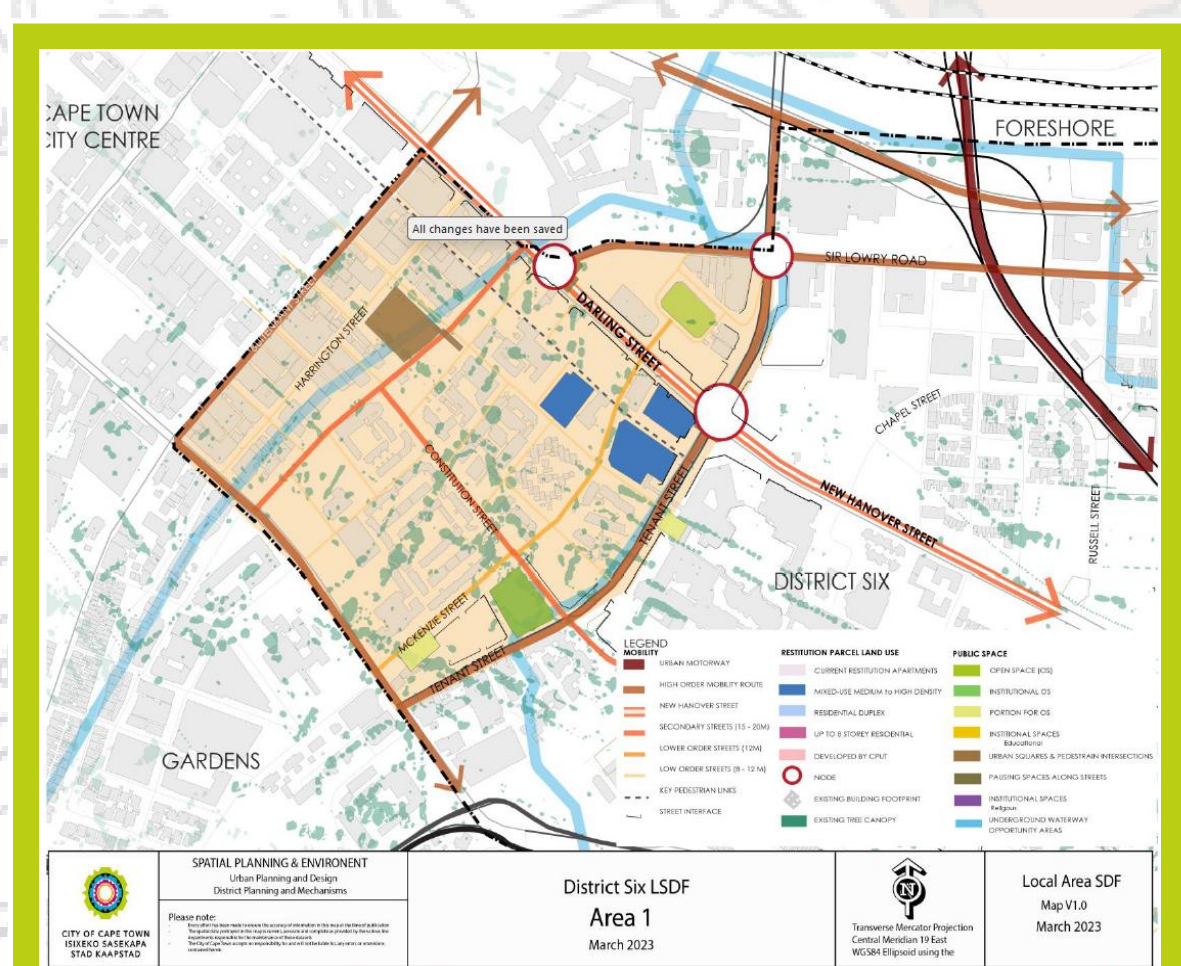 CAPE TOWN
CITY CENTRE
FORESHORE
All changes have been saved
SIR LOWRY ROAD
DARLING STREET
HARRINGTON STREET
CHAPEL STREET
CONSTITUTION STREET
NEW HANOVER STREET
TENANT STREET
RUSSELL STREET
DISTRICT SIX
MCKENZIE STREET
TENANT STREET
GARDENS
LEGEND
MOBILITY
URBAN MOTORWAY
HIGH ORDER MOBILITY ROUTE
NEW HANOVER STREET
SECONDARY STREETS (15 - 20M)
LOWER ORDER STREETS (12M)
LOW ORDER STREETS (8 - 12 M)
KEY PEDESTRIAN LINKS
STREET INTERFACE
RESTITUTION PARCEL LAND USE
CURRENT RESTITUTION APARTMENTS
MIXED-USE MEDIUM to HIGH DENSITY
RESIDENTIAL DUPLEX
UP TO 8 STOREY RESIDENTIAL
DEVELOPED BY CPUT
NODE
EXISTING BUILDING FOOTPRINT
EXISTING TREE CANOPY
PUBLIC SPACE
OPEN SPACE (OS)
INSTITUTIONAL OS
PORTION FOR OS
INSTIIONAL SPACES
Educational
URBAN SQUARES & PEDESTRAIN INTERSECTIONS
PAUSING SPACES ALONG STREETS
INSTITUTIONAL SPACES
Religous
UNDERGROUND WATERWAY
OPPORTUNITY AREAS
CITY OF CAPE TOWN
ISIXEKO SASEKAPA
STAD KAAPSTAD
SPATIAL PLANNING & ENVIRONENT
Urban Planning and Design
District Planning and Mechanisms
Please note:
District Six LSDF
Area 1
March 2023
N
Transverse Mercator Projection
Central Meridian 19 East
WGS84 Ellipsoid using the
Local Area SDF
Map V1.0
March 2023